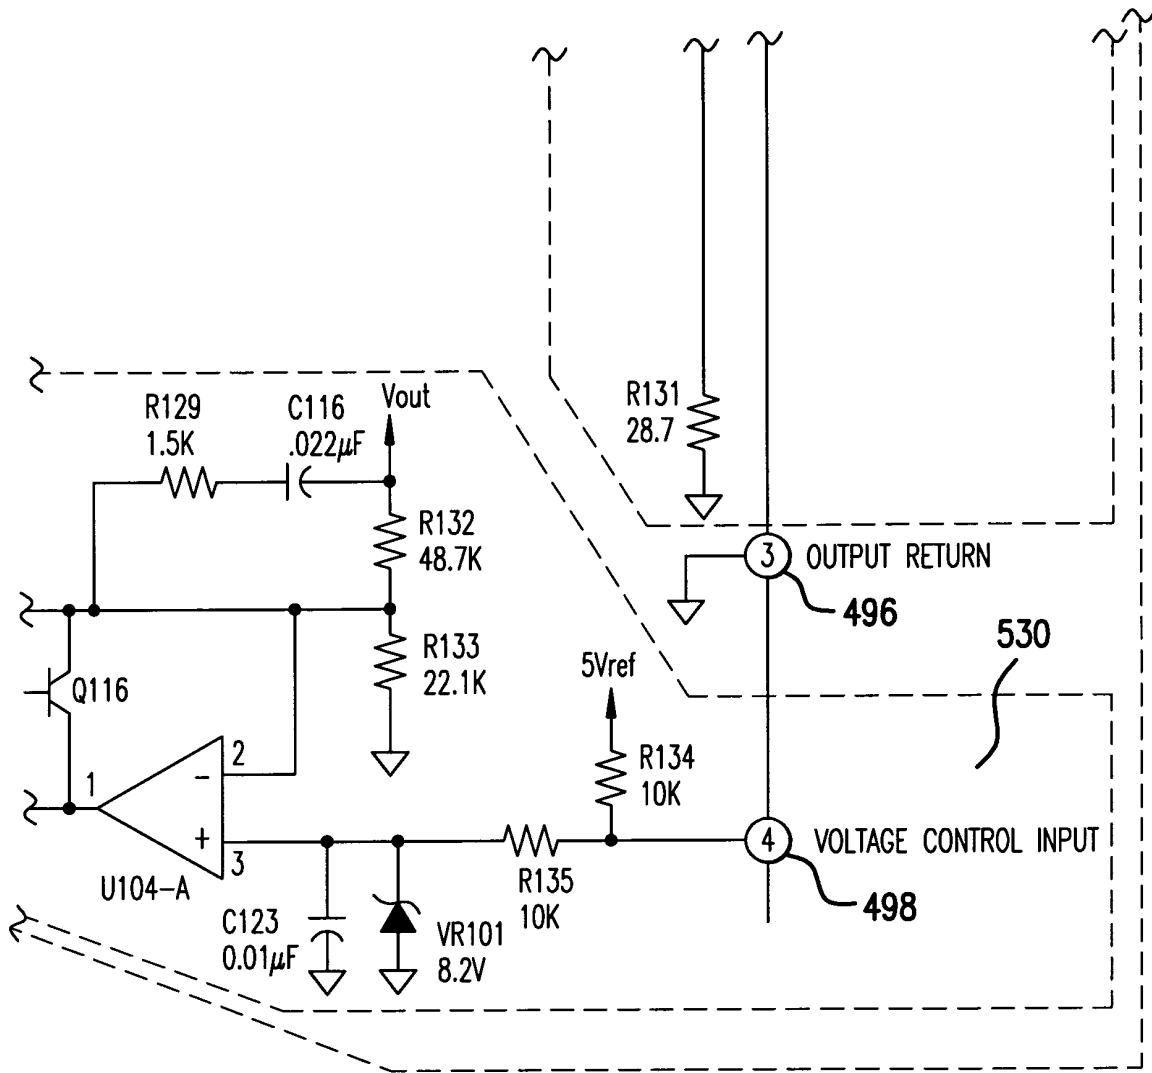 Vout
R129
1.5K
C116
.022µF
R131
28.7
R132
48.7K
3 OUTPUT RETURN
496
530
R133
22.1K
5Vref
Q116
R134
10K
2
1
-
+
3
4 VOLTAGE CONTROL INPUT
U104-A
R135
10K
498
C123
0.01µF
VR101
8.2V